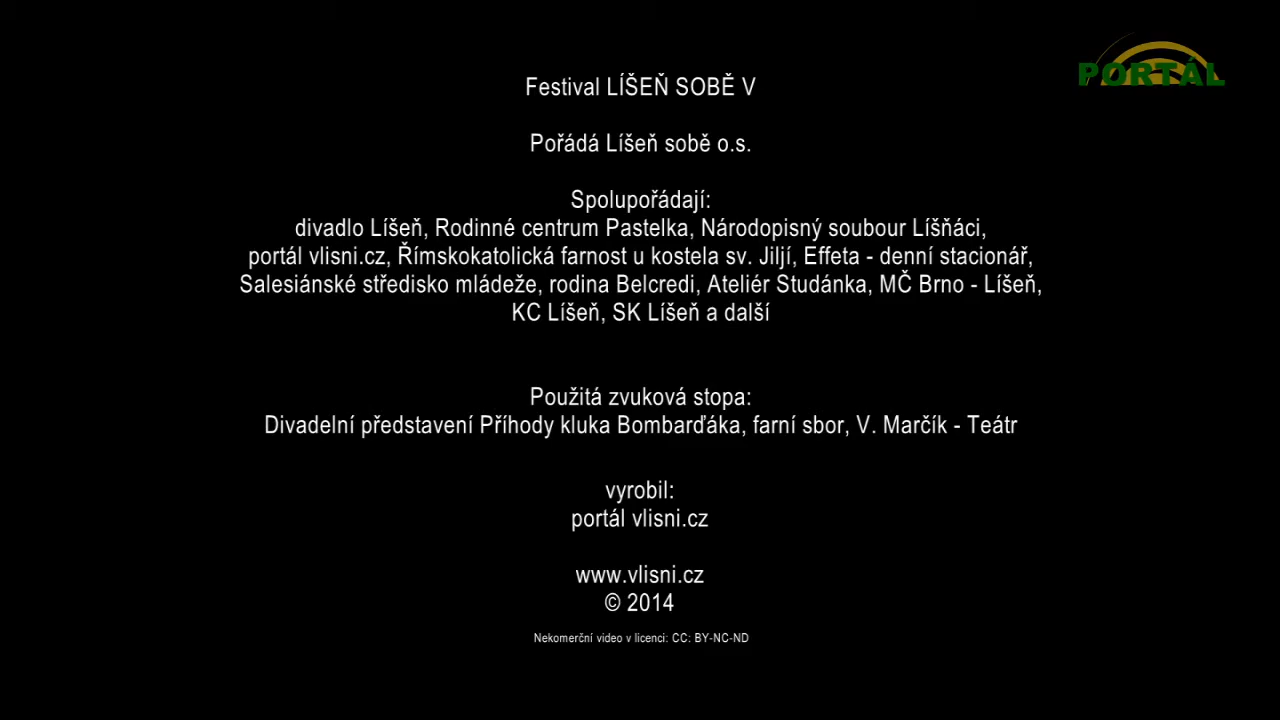 PORTÁL
Festival LÍŠEŇ SOBĚ V
Pořádá Líšeň sobě o.s.
Spolupořádají:
divadlo Líšeň, Rodinné centrum Pastelka, Národopisný soubour Líšňáci,
portál vlisni.cz, Římskokatolická farnost u kostela sv. Jiljí, Effeta - denní stacionář,
Salesiánské středisko mládeže, rodina Belcredi, Ateliér Studánka, MČ Brno - Líšeň,
KC Líšeň, SK Líšeň a další
Použitá zvuková stopa:
Divadelní představení Příhody kluka Bombarďáka, farní sbor, V. Marčík - Teátr
vyrobil:
portál vlisni.cz
www.vlisni.cz
© 2014
Nekomerční video v licenci: CC: BY-NC-ND